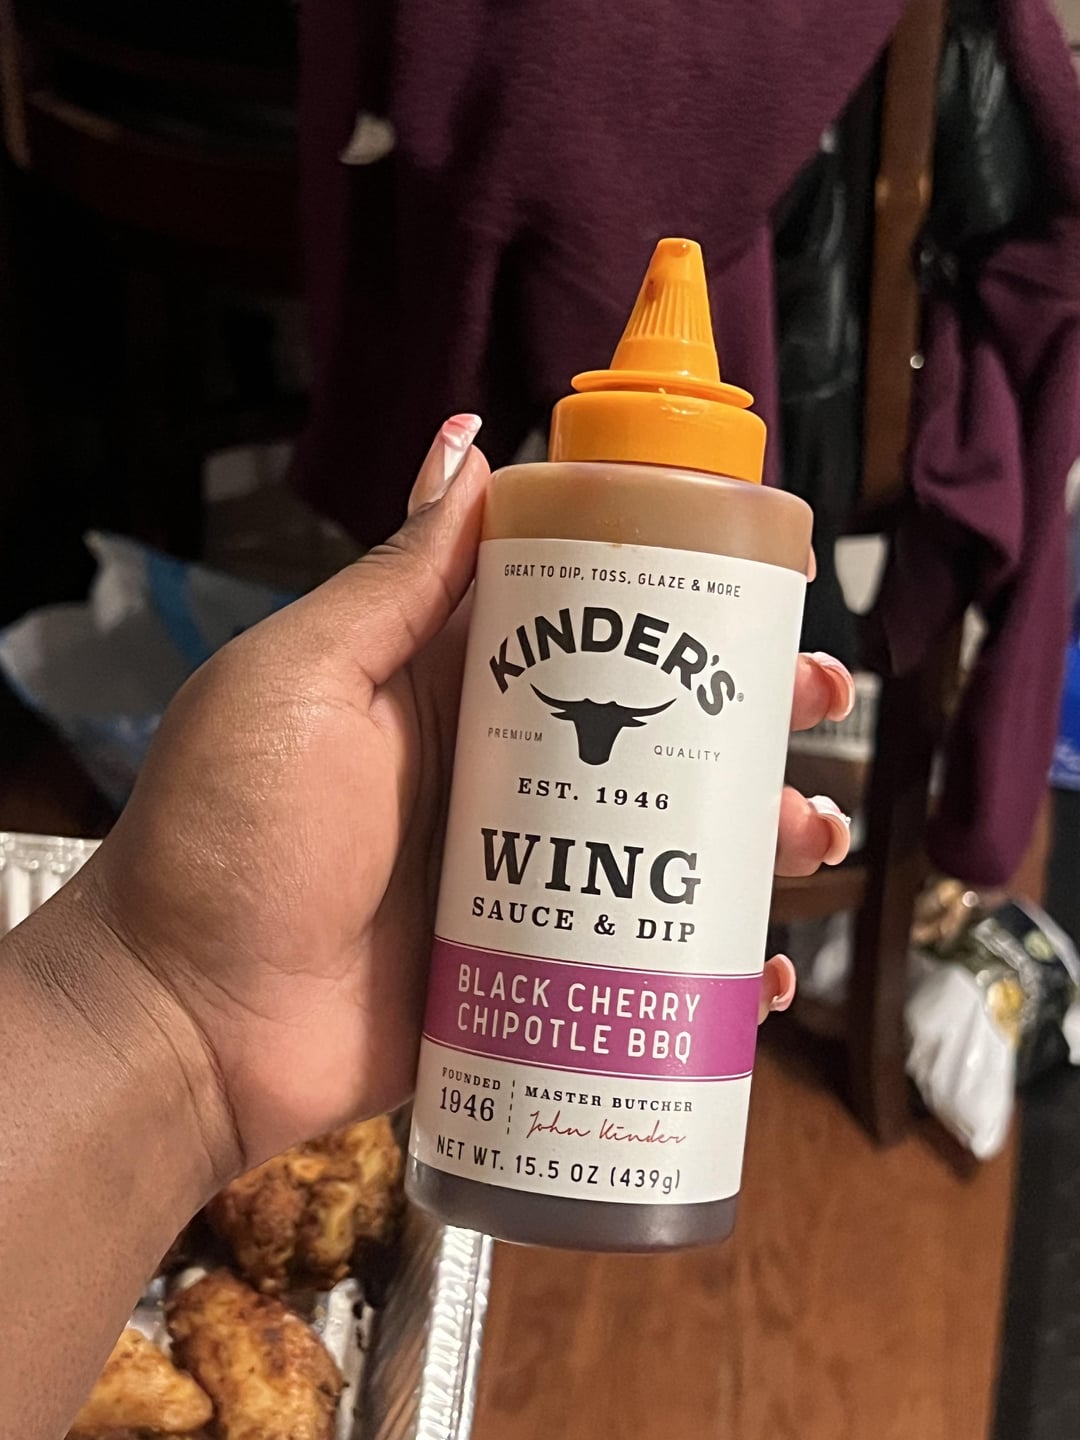 GREAT TO DIP, TOSS, GLAZE & MORE
KINDER'S®
PREMIUM QUALITY
EST. 1946
WING
SAUCE & DIP
BLACK CHERRY
CHIPOTLE BBQ
FOUNDED
1946
MASTER BUTCHER
John Kinder
NET WT. 15.5 OZ (439g)